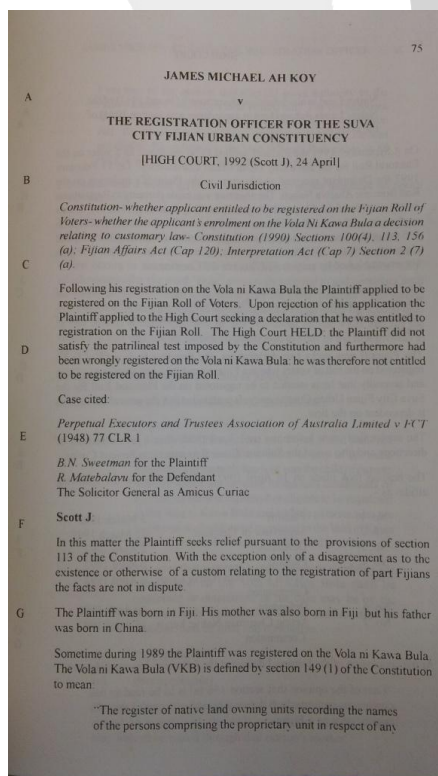 75
JAMES MICHAEL AH KOY
A
v
THE REGISTRATION OFFICER FOR THE SUVA
CITY FIJIAN URBAN CONSTITUENCY
[HIGH COURT, 1992 (Scott J), 24 April]
B
Civil Jurisdiction
Constitution- whether applicant entitled to be registered on the Fijian Roll of
Voters- whether the applicant's enrolment on the Vola Ni Kawa Bula a decision
relating to customary law- Constitution (1990) Sections 100(4), 113, 156
(a); Fijian Affairs Act (Cap 120); Interpretation Act (Cap 7) Section 2 (7)
C
(a).
Following his registration on the Vola ni Kawa Bula the Plaintiff applied to be
registered on the Fijian Roll of Voters. Upon rejection of his application the
Plaintiff applied to the High Court seeking a declaration that he was entitled to
registration on the Fijian Roll. The High Court HELD: the Plaintiff did not
D
satisfy the patrilineal test imposed by the Constitution and furthermore had
been wrongly registered on the Vola ni Kawa Bula: he was therefore not entitled
to be registered on the Fijian Roll.
Case cited:
Perpetual Executors and Trustees Association of Australia Limited v FCT
E
(1948) 77 CLR 1
B.N. Sweetman for the Plaintiff
R. Matebalavu for the Defendant
The Solicitor General as Amicus Curiae
F
Scott J:
In this matter the Plaintiff seeks relief pursuant to the provisions of section
113 of the Constitution. With the exception only of a disagreement as to the
existence or otherwise of a custom relating to the registration of part Fijians
the facts are not in dispute.
G
The Plaintiff was born in Fiji. His mother was also born in Fiji but his father
was born in China.
Sometime during 1989 the Plaintiff was registered on the Vola ni Kawa Bula.
The Vola ni Kawa Bula (VKB) is defined by section 149 (1) of the Constitution
to mean:
"The register of native land owning units recording the names
of the persons comprising the proprietary unit in respect of any